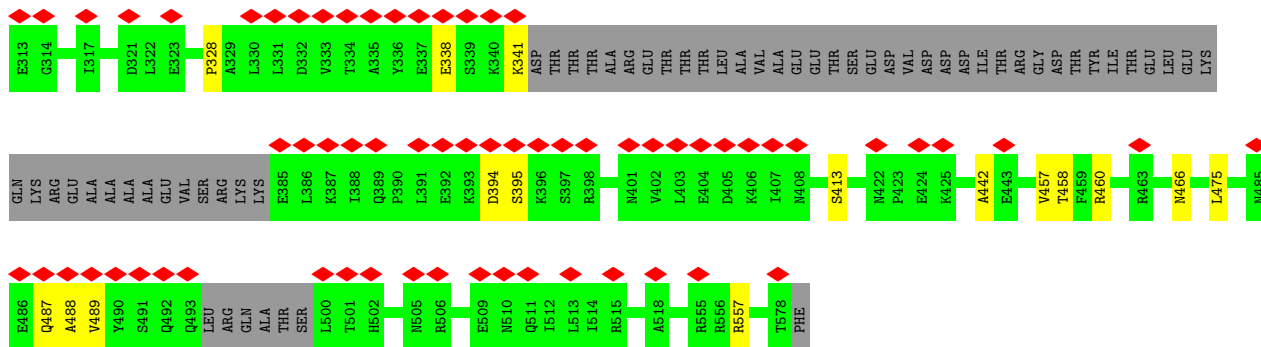 E313 G314 I317 D321 L322 E323 P328 A329 L330 L331 D332 V333 T334 A335 Y336 E337 E338 S339 K340 K341 ASP THR THR THR ALA ARG GLU THR THR THR LEU ALA VAL ALA GLU GLU THR SER GLU ASP VAL ASP ASP ASP ILE THR ARG GLY ASP THR TYR ILE THR GLU LEU GLU LYS
GLN LYS ARG GLU ALA ALA ALA ALA GLU VAL SER ARG LYS LYS E385 L386 K387 I388 Q389 P390 L391 E392 K393 D394 S395 K396 S397 R398 N401 V402 L403 E404 D405 K406 I407 N408 S413 N422 P423 E424 K425 A442 E443 V457 T458 F459 R460 R463 N466 L475 N485
E486 Q487 A488 V489 Y490 S491 Q492 Q493 LEU ARG GLN ALA THR SER L500 T501 H502 N505 R506 E509 N510 Q511 I512 L513 I514 R515 A518 R555 R556 R557 T578 PHE